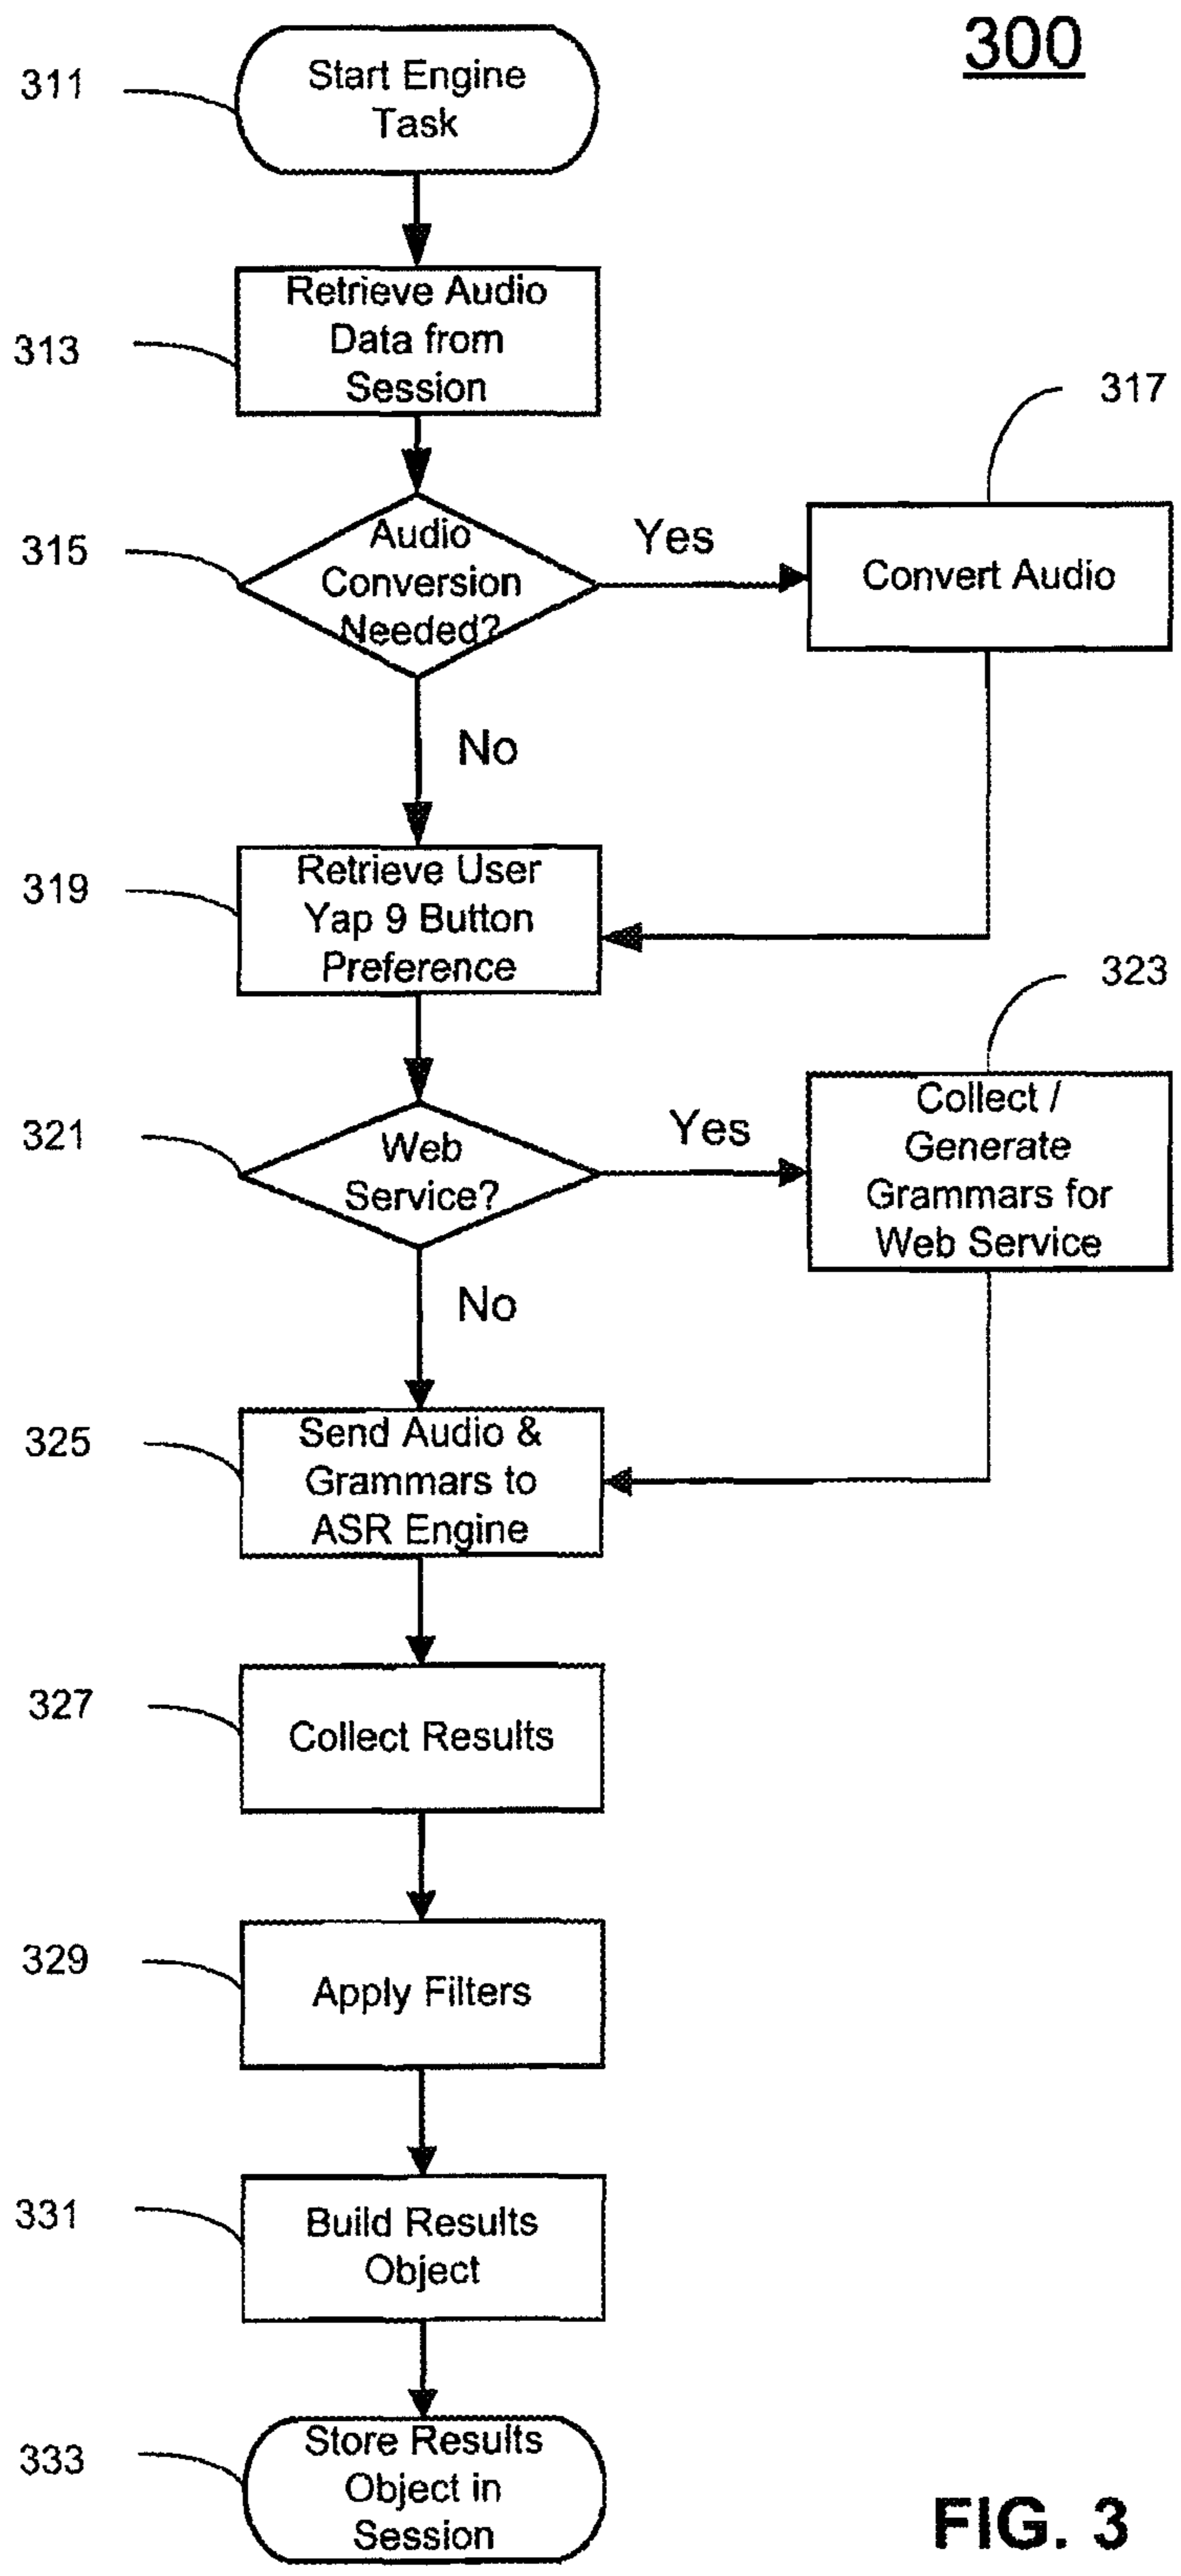 300
311
Start Engine
Task
313
Retrieve Audio
Data from
Session
315
Audio
Conversion
Needed?
Yes
317
Convert Audio
No
319
Retrieve User
Yap 9 Button
Preference
321
Web
Service?
Yes
323
Collect /
Generate
Grammars for
Web Service
No
325
Send Audio &
Grammars to
ASR Engine
327
Collect Results
329
Apply Filters
331
Build Results
Object
333
Store Results
Object in
Session
FIG. 3